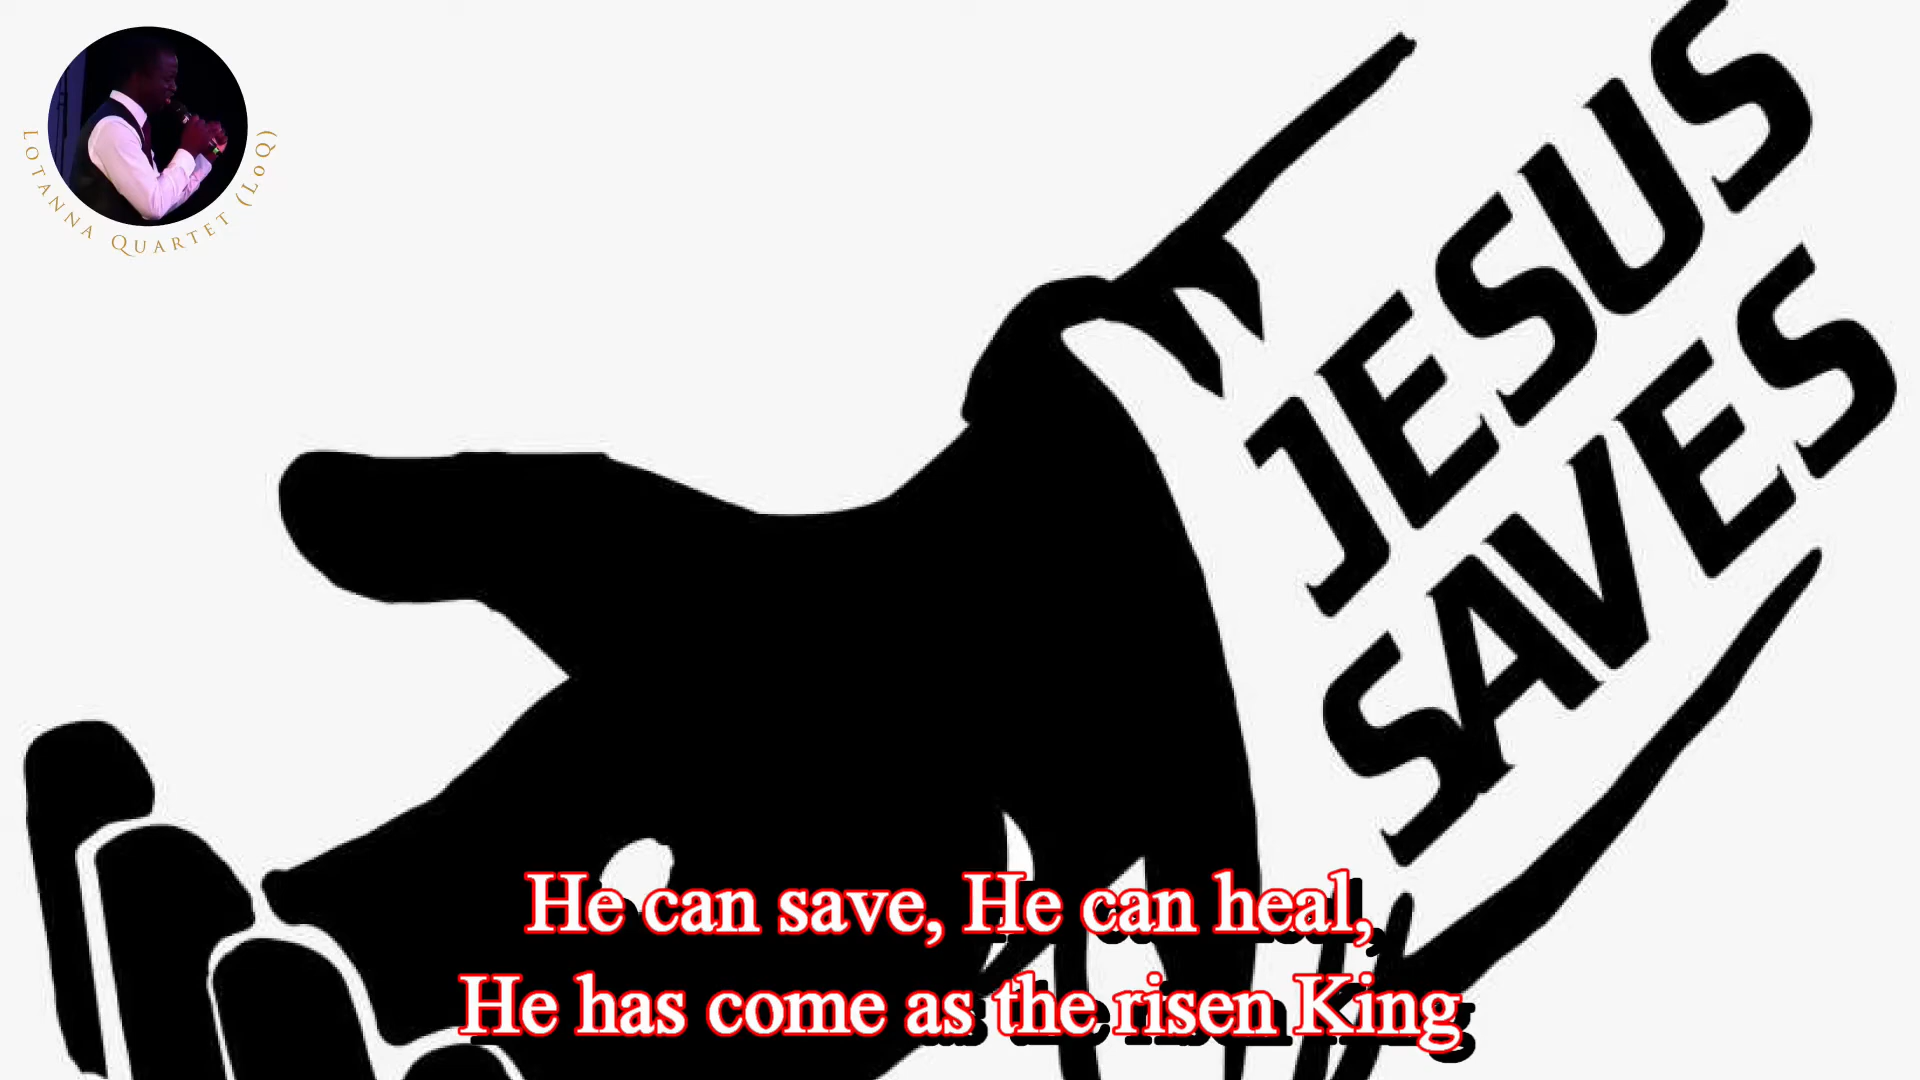 LOTANNA QUARTET (LOQ)
JESUS
SAVES
He can save, He can heal,
He has come as the risen King